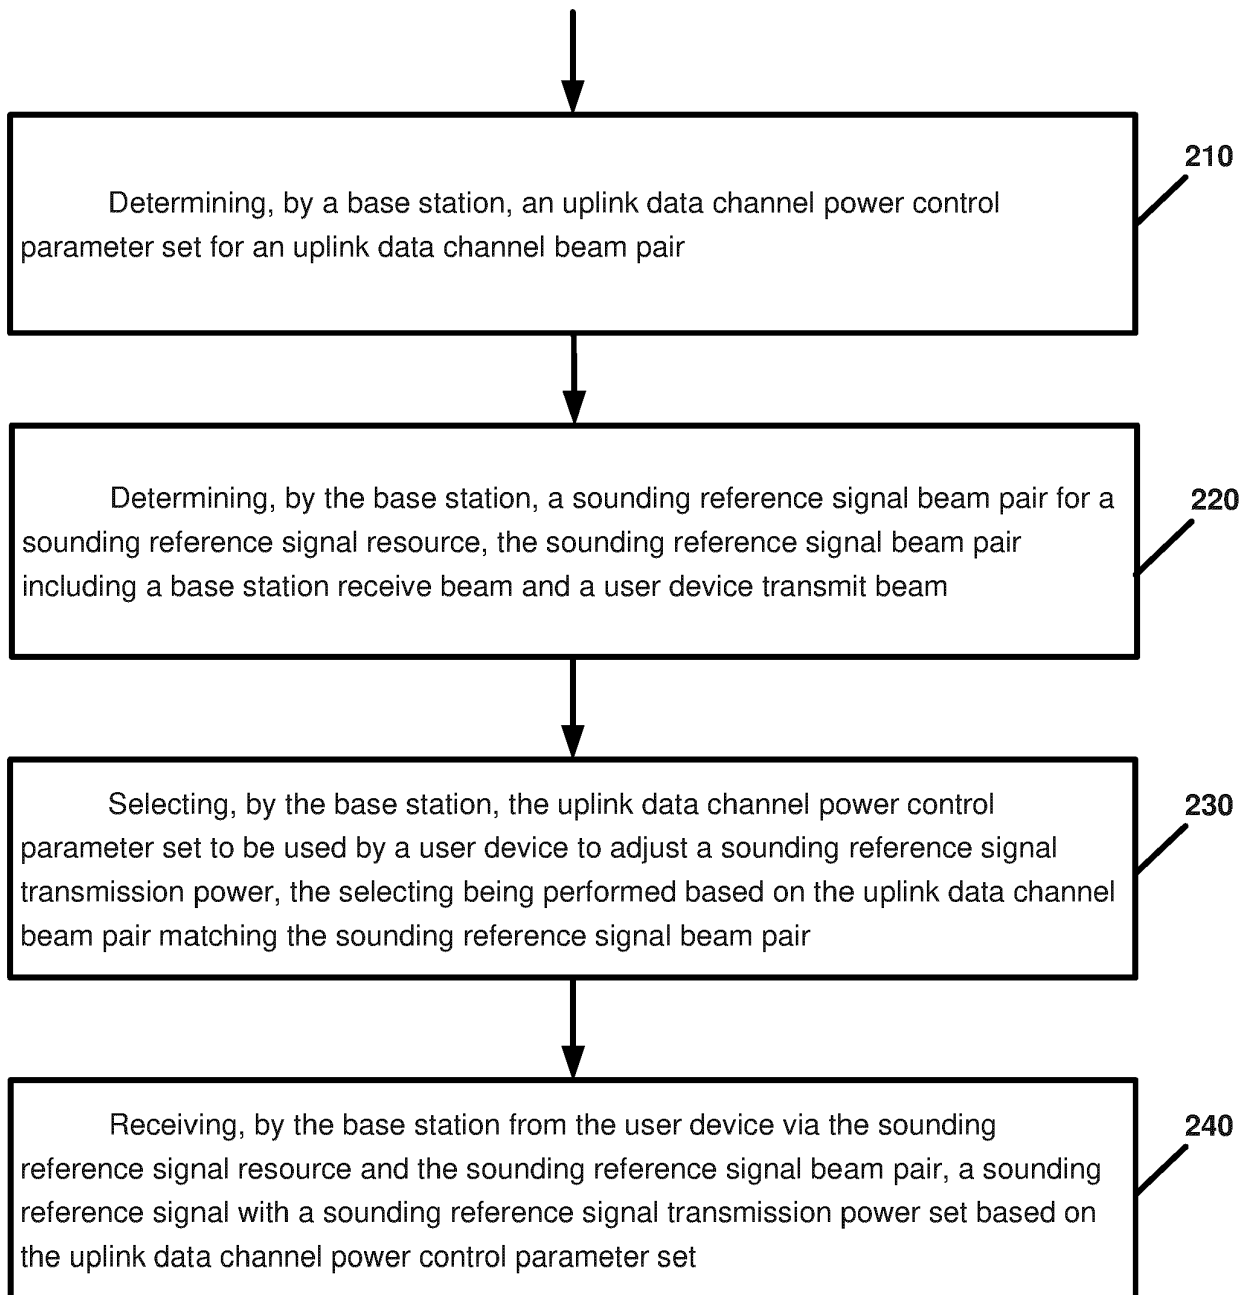 210
Determining, by a base station, an uplink data channel power control
parameter set for an uplink data channel beam pair
220
Determining, by the base station, a sounding reference signal beam pair for a
sounding reference signal resource, the sounding reference signal beam pair
including a base station receive beam and a user device transmit beam
230
Selecting, by the base station, the uplink data channel power control
parameter set to be used by a user device to adjust a sounding reference signal
transmission power, the selecting being performed based on the uplink data channel
beam pair matching the sounding reference signal beam pair
240
Receiving, by the base station from the user device via the sounding
reference signal resource and the sounding reference signal beam pair, a sounding
reference signal with a sounding reference signal transmission power set based on
the uplink data channel power control parameter set